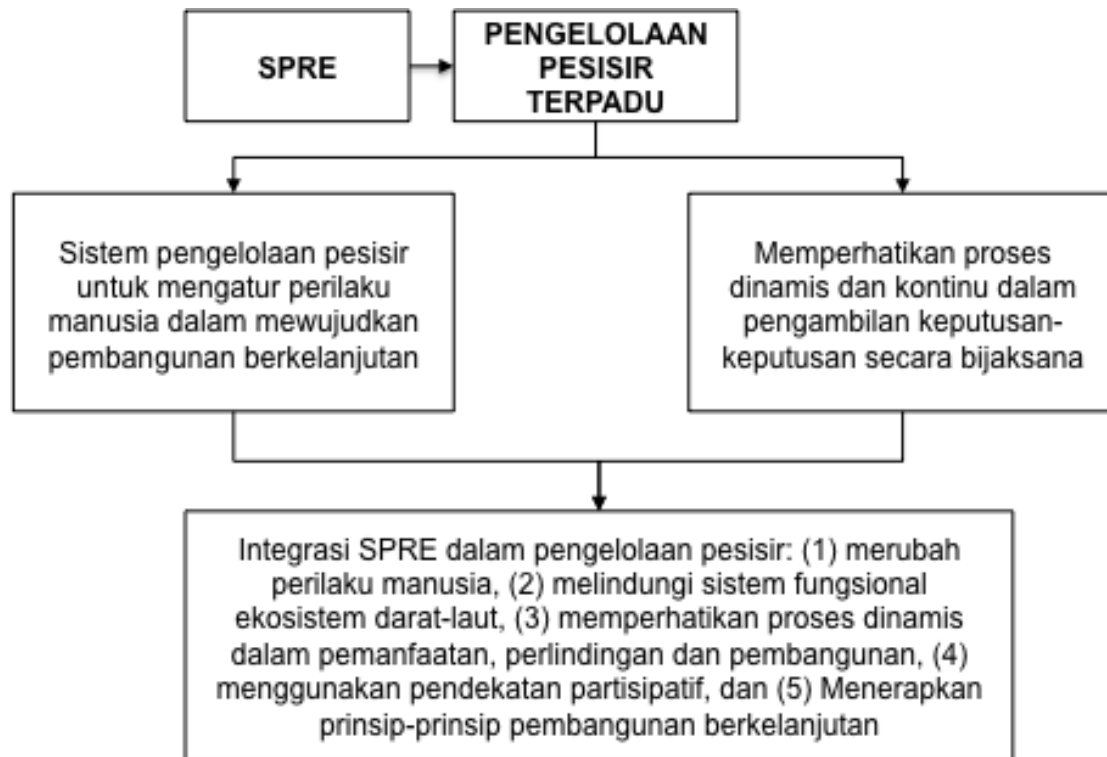 SPRE
PENGELOLAAN
PESISIR
TERPADU
Sistem pengelolaan pesisir
untuk mengatur perilaku
manusia dalam mewujudkan
pembangunan berkelanjutan
Memperhatikan proses
dinamis dan kontinu dalam
pengambilan keputusan-
keputusan secara bijaksana
Integrasi SPRE dalam pengelolaan pesisir: (1) merubah
perilaku manusia, (2) melindungi sistem fungsional
ekosistem darat-laut, (3) memperhatikan proses dinamis
dalam pemanfaatan, perlindingan dan pembangunan, (4)
menggunakan pendekatan partisipatif, dan (5) Menerapkan
prinsip-prinsip pembangunan berkelanjutan